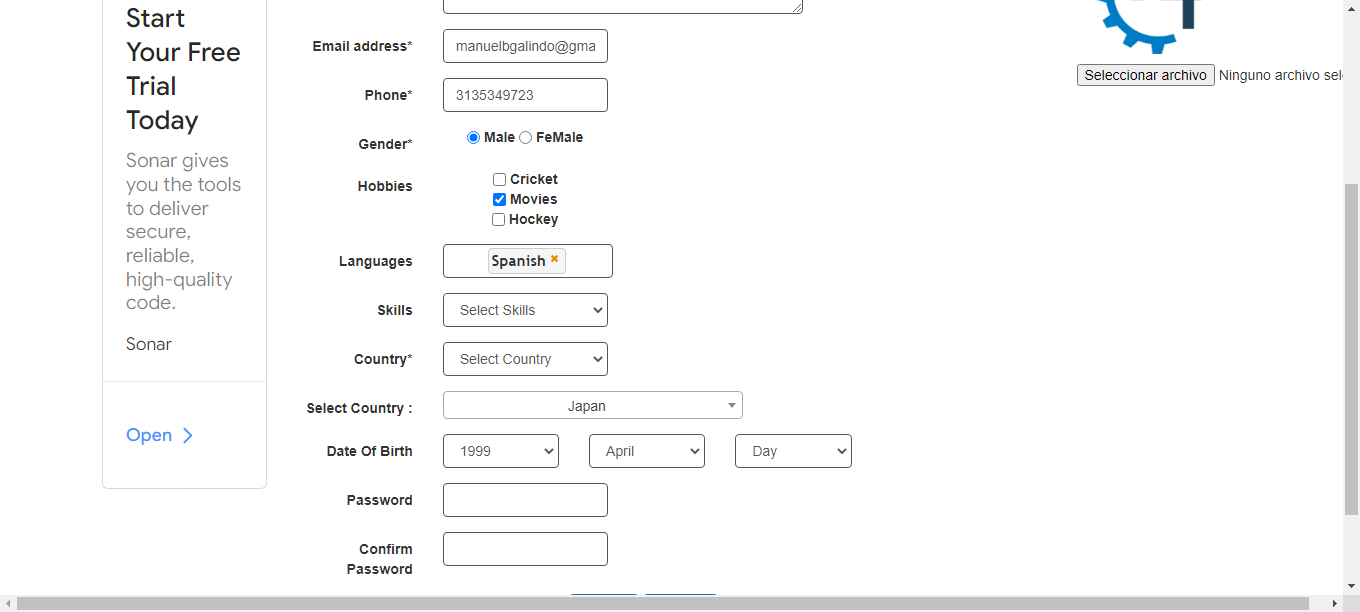 Start
Your Free
Trial
Today
Sonar gives
you the tools
to deliver
secure,
reliable,
high-quality
code.
Sonar
Open
Email address*
manuelbgalindo@gma
Phone*
3135349723
Gender*
Male FeMale
Hobbies
Cricket
Movies
Hockey
Languages
Spanish
Skills
Select Skills
Country*
Select Country
Select Country :
Japan
Date Of Birth
1999 April Day
Password
Confirm
Password
Seleccionar archivo Ninguno archivo sel